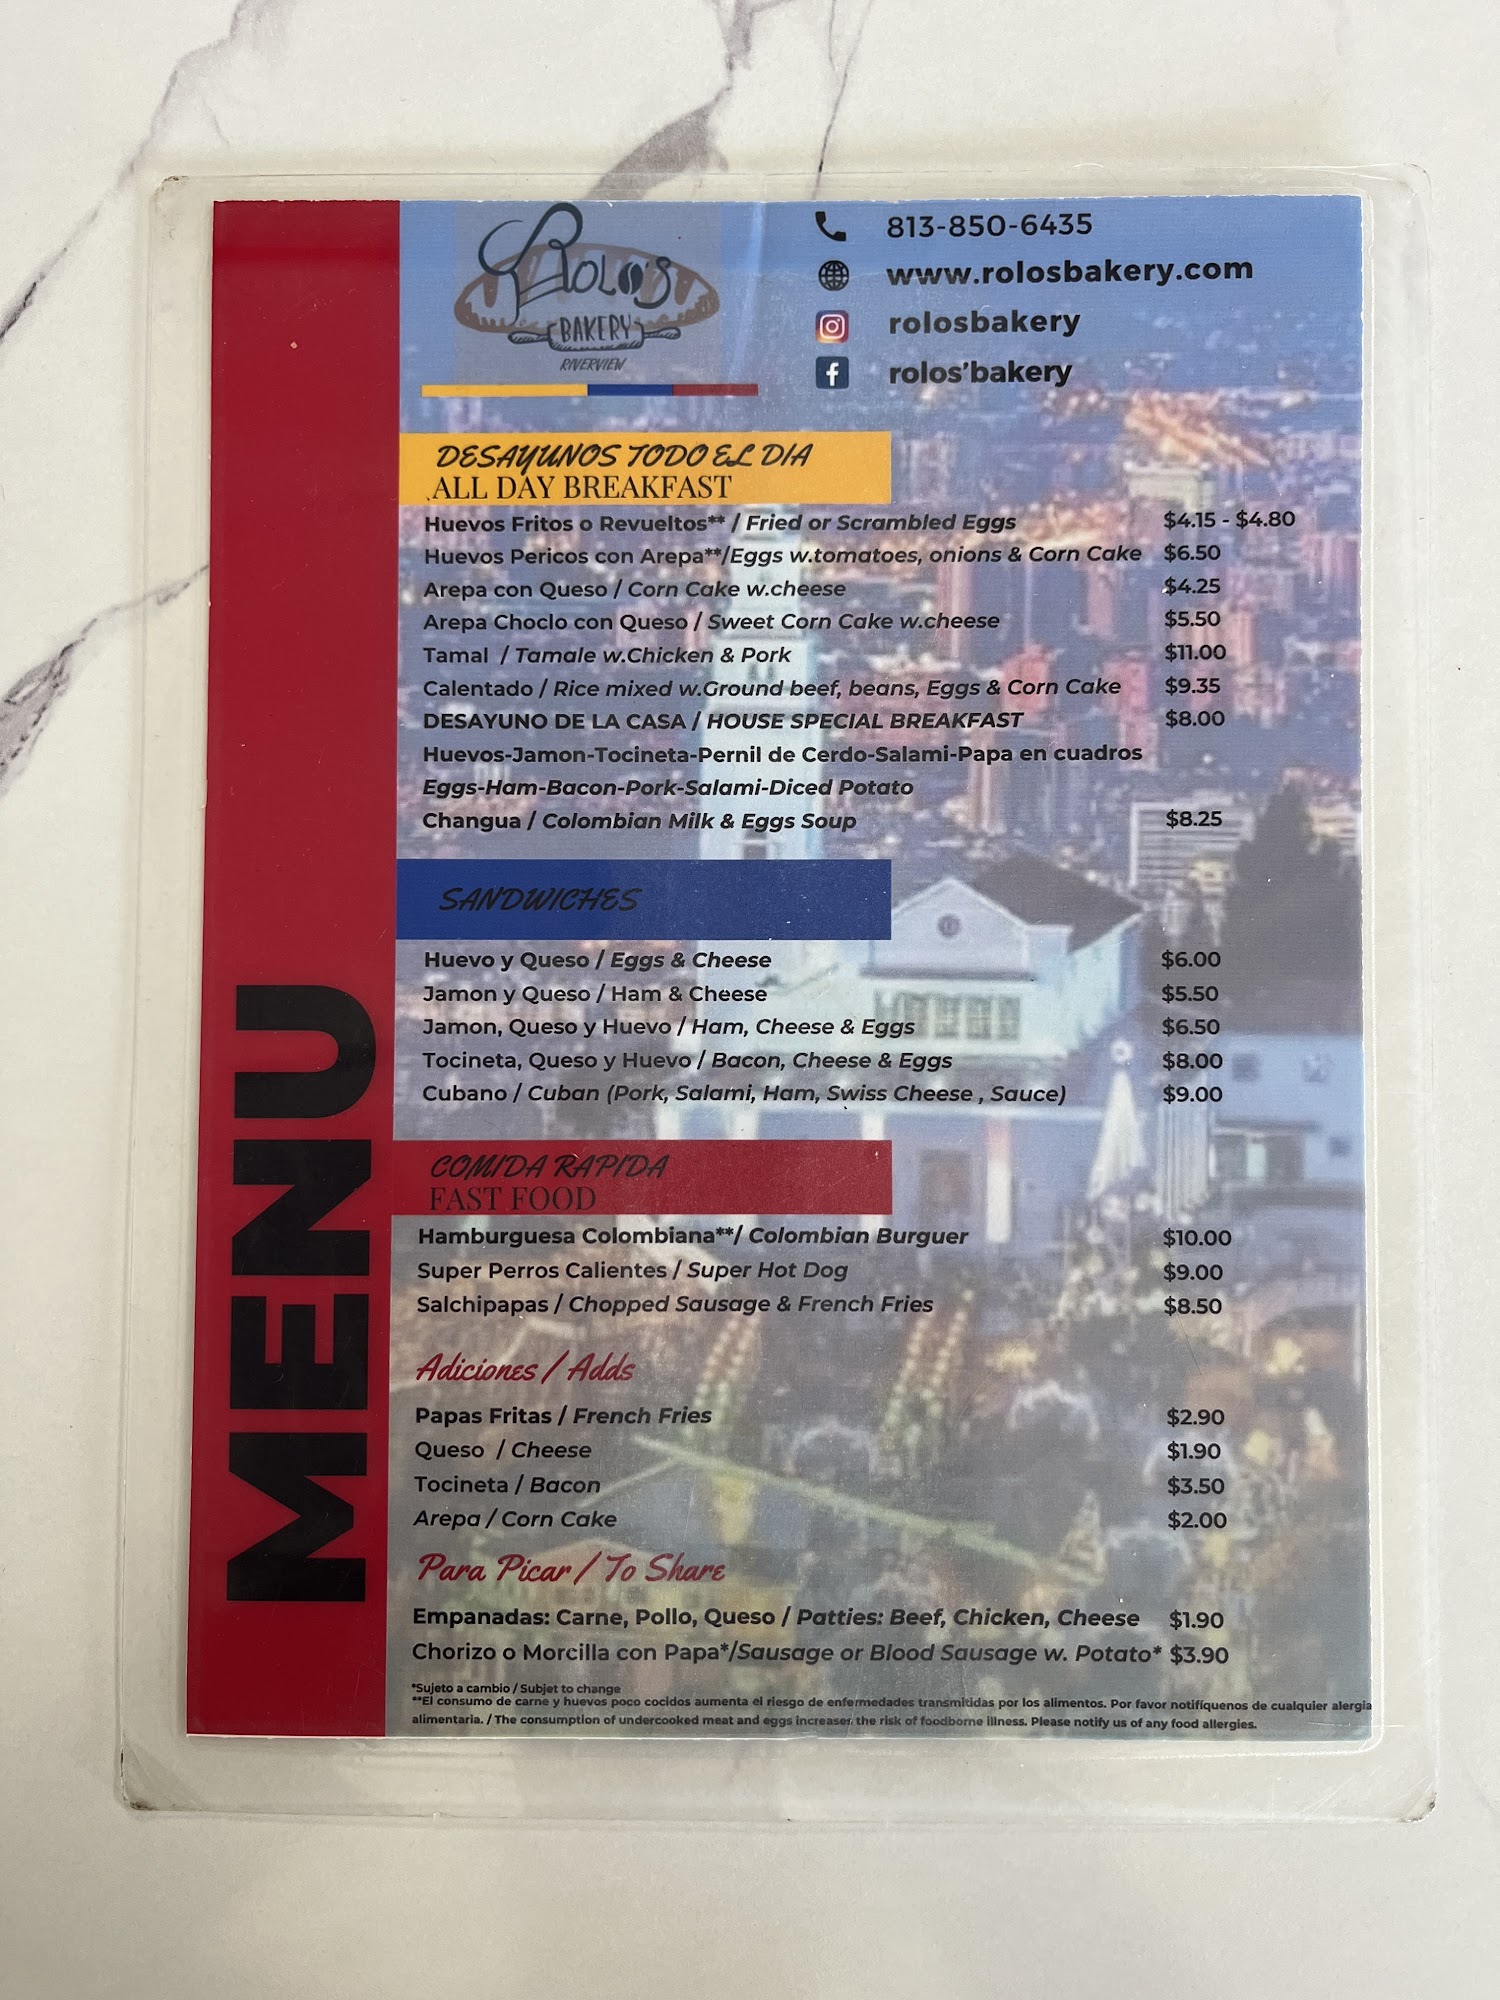 ROLO'S
BAKERY
RIVERVIEW
813-850-6435
www.rolosbakery.com
rolosbakery
rolos'bakery
MENU
DESAYUNOS TODO EL DIA
ALL DAY BREAKFAST
Huevos Fritos o Revueltos** / Fried or Scrambled Eggs $4.15 - $4.80
Huevos Pericos con Arepa**/Eggs w.tomatoes, onions & Corn Cake $6.50
Arepa con Queso / Corn Cake w.cheese $4.25
Arepa Choclo con Queso / Sweet Corn Cake w.cheese $5.50
Tamal / Tamale w.Chicken & Pork $11.00
Calentado / Rice mixed w.Ground beef, beans, Eggs & Corn Cake $9.35
DESAYUNO DE LA CASA / HOUSE SPECIAL BREAKFAST $8.00
Huevos-Jamon-Tocineta-Pernil de Cerdo-Salami-Papa en cuadros
Eggs-Ham-Bacon-Pork-Salami-Diced Potato
Changua / Colombian Milk & Eggs Soup $8.25
SANDWICHES
Huevo y Queso / Eggs & Cheese $6.00
Jamon y Queso / Ham & Cheese $5.50
Jamon, Queso y Huevo / Ham, Cheese & Eggs $6.50
Tocineta, Queso y Huevo / Bacon, Cheese & Eggs $8.00
Cubano / Cuban (Pork, Salami, Ham, Swiss Cheese , Sauce) $9.00
COMIDA RAPIDA
FAST FOOD
Hamburguesa Colombiana**/ Colombian Burguer $10.00
Super Perros Calientes / Super Hot Dog $9.00
Salchipapas / Chopped Sausage & French Fries $8.50
Adiciones / Adds
Papas Fritas / French Fries $2.90
Queso / Cheese $1.90
Tocineta / Bacon $3.50
Arepa / Corn Cake $2.00
Para Picar / To Share
Empanadas: Carne, Pollo, Queso / Patties: Beef, Chicken, Cheese $1.90
Chorizo o Morcilla con Papa*/Sausage or Blood Sausage w. Potato* $3.90
*Sujeto a cambio / Subjet to change
**El consumo de carne y huevos poco cocidos aumenta el riesgo de enfermedades transmitidas por los alimentos. Por favor notifíquenos de cualquier alergia
alimentaria. / The consumption of undercooked meat and eggs increases the risk of foodborne illness. Please notify us of any food allergies.